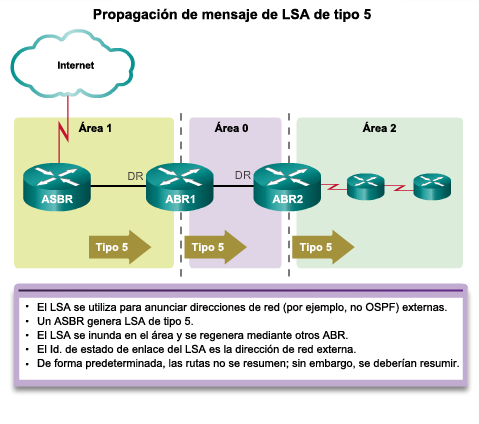 Propagación de mensaje de LSA de tipo 5
Internet
Área 1
Área 0
Área 2
DR
DR
ASBR
ABR1
ABR2
Tipo 5
Tipo 5
Tipo 5
• El LSA se utiliza para anunciar direcciones de red (por ejemplo, no OSPF) externas.
• Un ASBR genera LSA de tipo 5.
• El LSA se inunda en el área y se regenera mediante otros ABR.
• El Id. de estado de enlace del LSA es la dirección de red externa.
• De forma predeterminada, las rutas no se resumen; sin embargo, se deberían resumir.